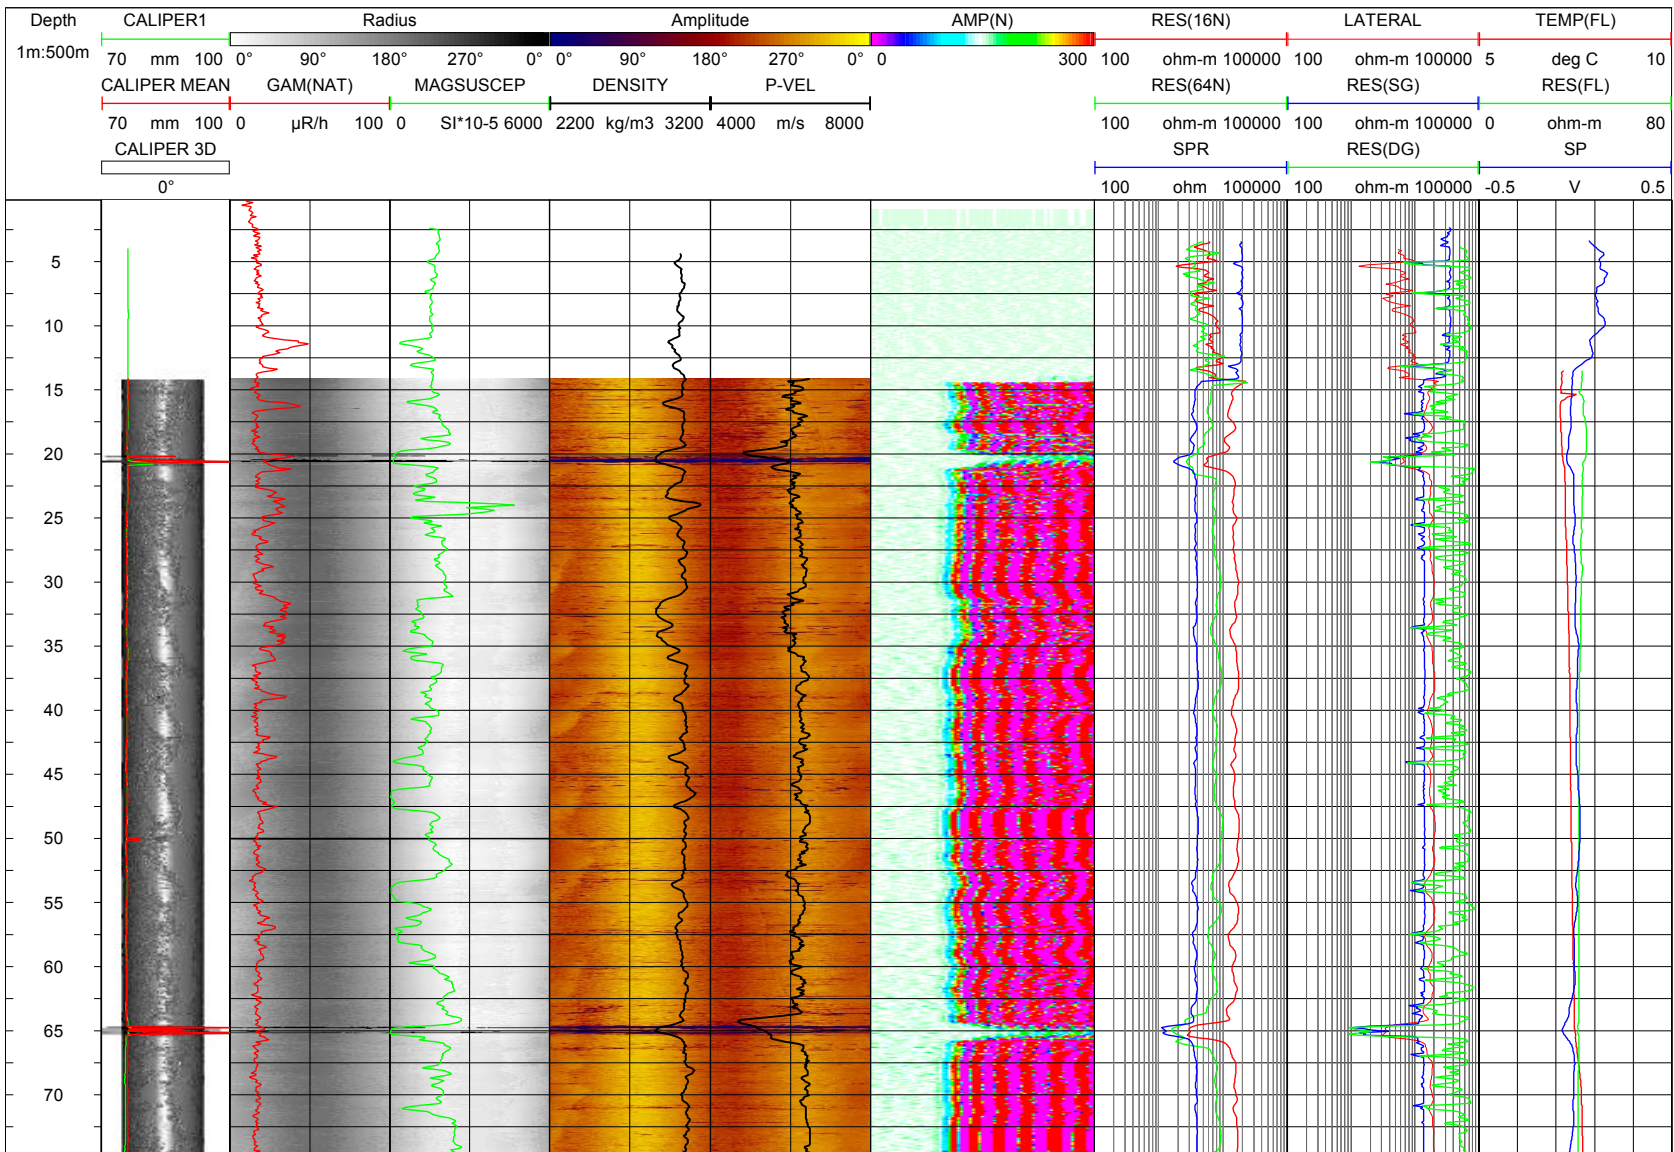 Depth CALIPER1 Radius Amplitude AMP(N) RES(16N) LATERAL TEMP(FL)
1m:500m 70 mm 100 0° 90° 180° 270° 0° 0° 90° 180° 270° 0° 0 300 100 ohm-m 100000 100 ohm-m 100000 5 deg C 10
CALIPER MEAN GAM(NAT) MAGSUSCEP DENSITY P-VEL RES(64N) RES(SG) RES(FL)
70 mm 100 0 µR/h 100 0 SI*10-5 6000 2200 kg/m3 3200 4000 m/s 8000 100 ohm-m 100000 100 ohm-m 100000 0 ohm-m 80
CALIPER 3D SPR RES(DG) SP
0° 100 ohm 100000 100 ohm-m 100000 -0.5 V 0.5
5
10
15
20
25
30
35
40
45
50
55
60
65
70